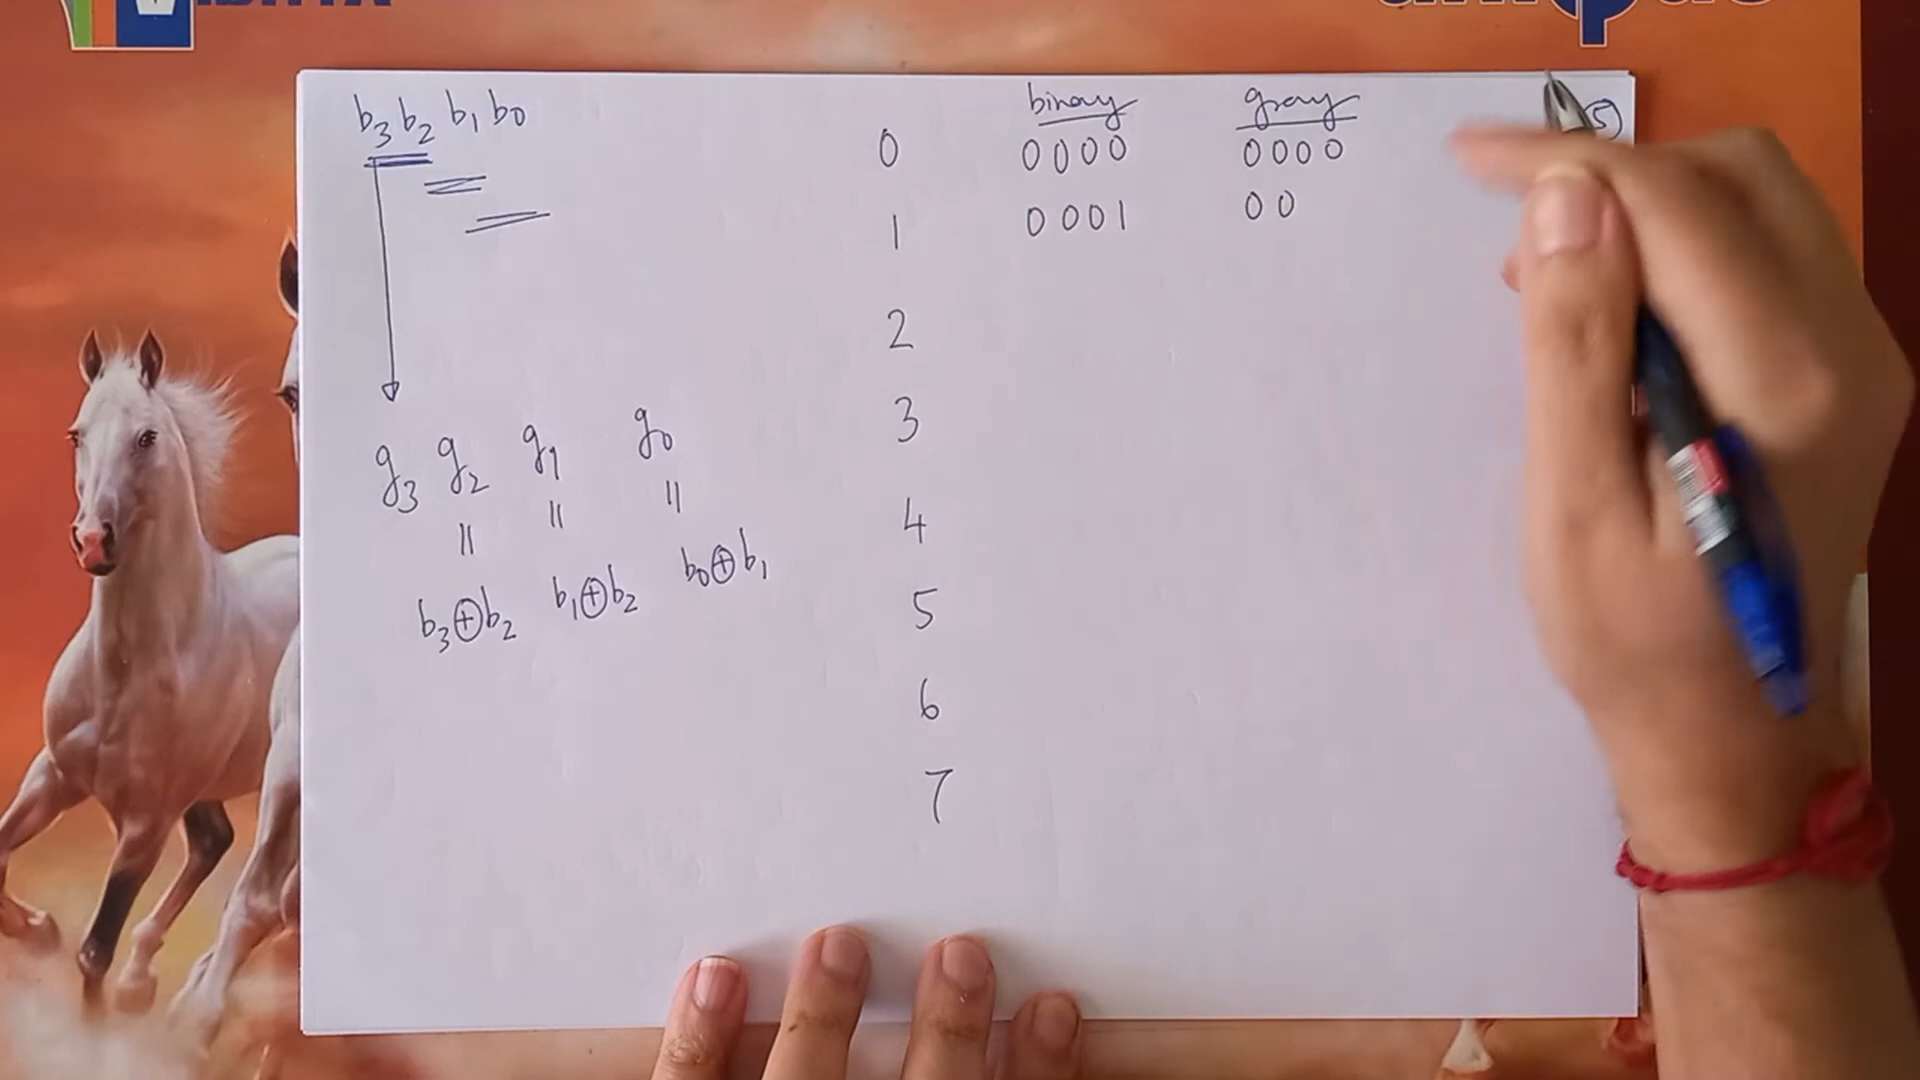 b₃ b₂ b₁ b₀
binary gray
0 0000 0000
1 0001 00
2
3
4
5
6
7
g₃ g₂ g₁ g₀
= = =
b₃⊕b₂ b₁⊕b₂ b₀⊕b₁